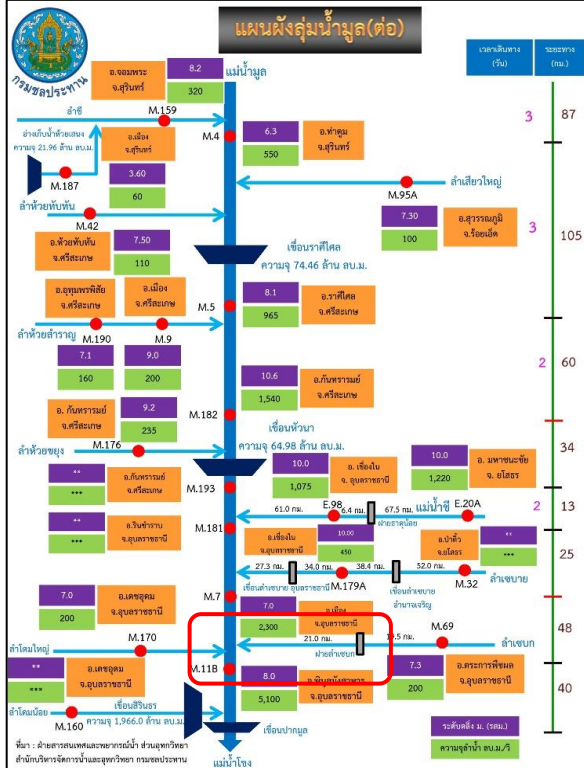 แผนผังลุ่มน้ำมูล(ต่อ)
กรมชลประทาน
เวลาเดินทาง
(วัน)
ระยะทาง
(กม.)
อ.จอมพระ
จ.สุรินทร์
8.2
320
แม่น้ำมูล
ลำชี
M.159
3
87
อ่างเก็บน้ำห้วยเสนง
ความจุ 21.96 ล้าน ลบ.ม.
อ.เมือง
จ.สุรินทร์
M.4
6.3
550
อ.ท่าตูม
จ.สุรินทร์
M.187
3.60
60
ลำเสียวใหญ่
M.95A
ลำห้วยทับทัน
M.42
7.30
100
อ.สุวรรณภูมิ
จ.ร้อยเอ็ด
3
105
อ.ห้วยทับทัน
จ.ศรีสะเกษ
7.50
110
เขื่อนราศีไศล
ความจุ 74.46 ล้าน ลบ.ม.
อ.อุทุมพรพิสัย
จ.ศรีสะเกษ
อ.เมือง
จ.ศรีสะเกษ
M.5
8.1
965
อ.ราศีไศล
จ.ศรีสะเกษ
ลำห้วยสำราญ
M.190
M.9
7.1
160
9.0
200
2
60
10.6
1,540
อ.กันทรารมย์
จ.ศรีสะเกษ
M.182
อ. กันทรารมย์
จ.ศรีสะเกษ
9.2
235
เขื่อนหัวนา
ความจุ 64.98 ล้าน ลบ.ม.
ลำห้วยขยุง
M.176
34
10.0
1,075
อ. เขื่องใน
จ. อุบลราชธานี
10.0
1,220
อ. มหาชนะชัย
จ. ยโสธร
**
***
อ.กันทรารมย์
จ.ศรีสะเกษ
M.193
61.0 กม.
E.98
6.4 กม.
67.5 กม.
แม่น้ำชี
E.20A
ฝายธาตุน้อย
2
13
**
***
อ.วารินชำราบ
จ.อุบลราชธานี
M.181
อ.เขื่องใน
จ.อุบลราชธานี
10.00
450
อ.ป่าติ้ว
จ.ยโสธร
**
***
25
27.3 กม.
34.0 กม.
38.4 กม.
52.0 กม.
ลำเซบาย
เขื่อนลำเซบาย อุบลราชธานี
M.179A
เขื่อนลำเซบาย
อำนาจเจริญ
M.32
7.0
200
อ.เดชอุดม
จ.อุบลราชธานี
M.7
7.0
2,300
อ.เมือง
จ.อุบลราชธานี
48
ลำโดมใหญ่
M.170
21.0 กม.
ฝายลำเซบก
19.5 กม.
M.69
ลำเซบก
**
***
อ.เดชอุดม
จ.อุบลราชธานี
M.11B
8.0
5,100
อ.พิบูลมังสาหาร
จ.อุบลราชธานี
7.3
200
อ.ตระการพืชผล
จ.อุบลราชธานี
40
ลำโดมน้อย
M.160
เขื่อนสิรินธร
ความจุ 1,966.0 ล้าน ลบ.ม.
เขื่อนปากมูล
ระดับตลิ่ง ม. (รสม.)
ความจุลำน้ำ ลบ.ม./วิ
ที่มา : ฝ่ายสารสนเทศและพยากรณ์น้ำ ส่วนอุทกวิทยา
สำนักบริหารจัดการน้ำและอุทกวิทยา กรมชลประทาน
แม่น้ำโขง